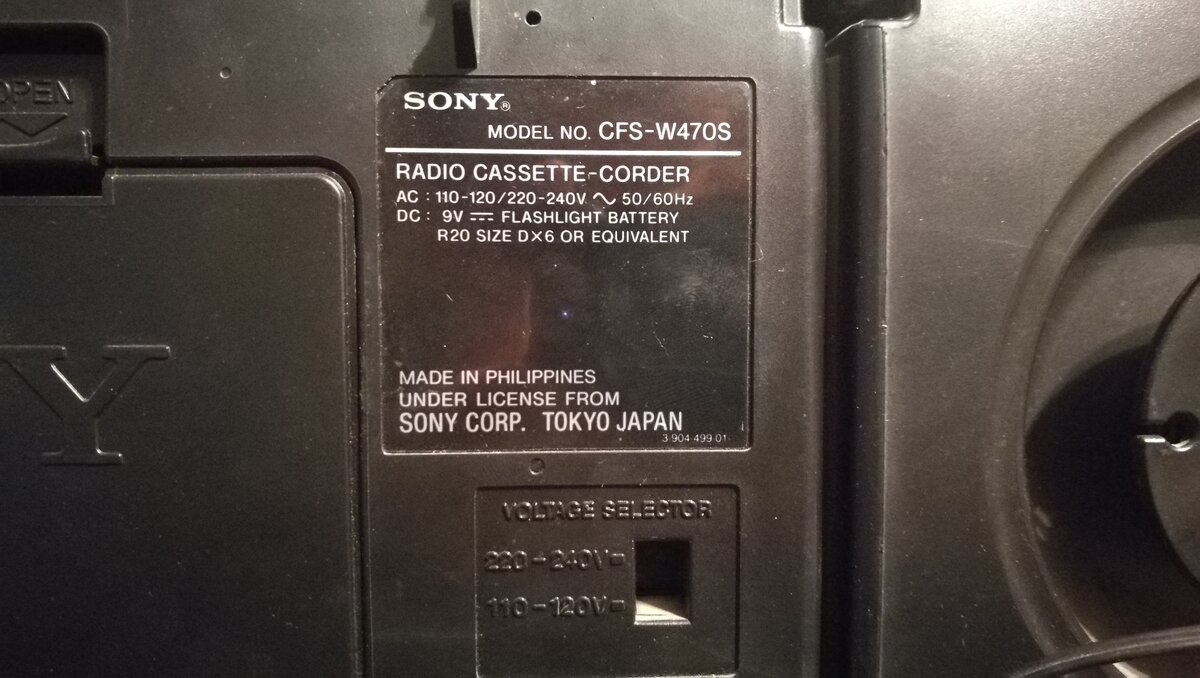 OPEN
SONY®
MODEL NO. CFS-W470S
RADIO CASSETTE-CORDER
AC : 110-120/220-240V ∿ 50/60Hz
DC : 9V ⎓ FLASHLIGHT BATTERY
R20 SIZE D×6 OR EQUIVALENT
Y
MADE IN PHILIPPINES
UNDER LICENSE FROM
SONY CORP. TOKYO JAPAN
3-904-499 01
VOLTAGE SELECTOR
220-240V-
110-120V-